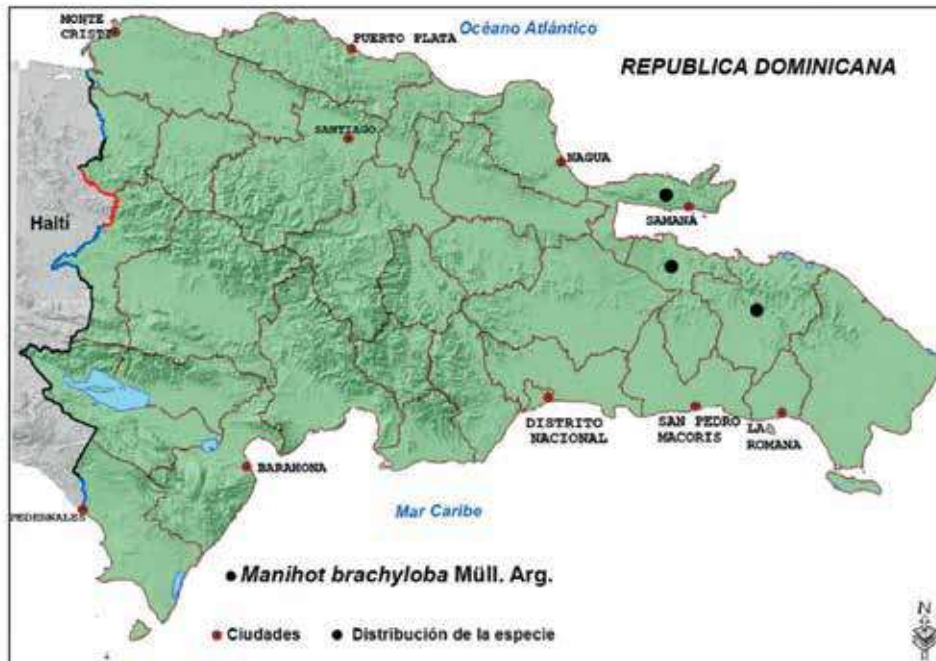 MONTE
CRISTI
PUERTO PLATA
Océano Atlántico
REPUBLICA DOMINICANA
SANTIAGO
NAGUA
SAMANÁ
Haltí
DISTRITO
NACIONAL
SAN PEDRO
MACORIS
LA
ROMANA
BARAHONA
PEDERNALES
Mar Caribe
Manihot brachyloba Müll. Arg.
Ciudades
Distribución de la especie
N